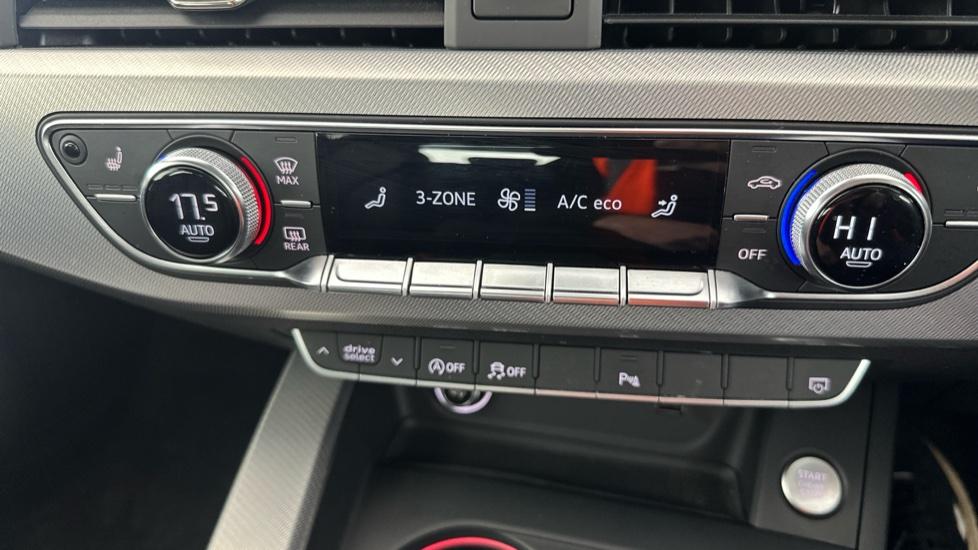 MAX
17.5
AUTO
REAR
3-ZONE
A/C eco
OFF
HI
AUTO
drive
select
OFF
OFF
P
START